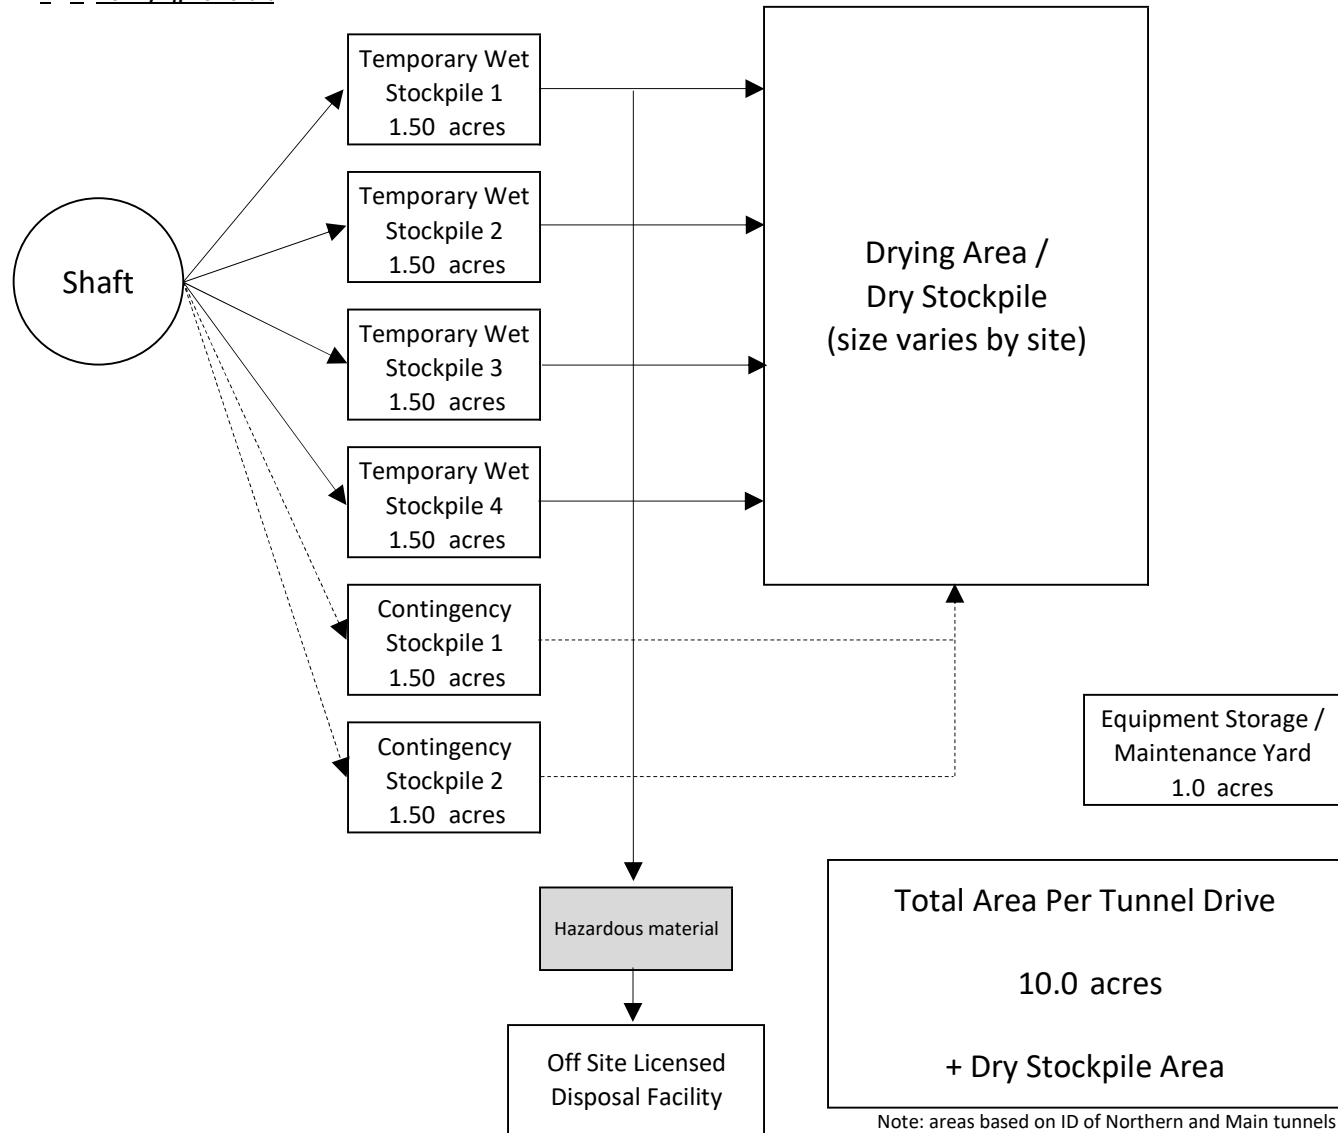 Temporary Wet
Stockpile 1
1.50 acres
Temporary Wet
Stockpile 2
1.50 acres
Shaft
Drying Area /
Dry Stockpile
(size varies by site)
Temporary Wet
Stockpile 3
1.50 acres
Temporary Wet
Stockpile 4
1.50 acres
Contingency
Stockpile 1
1.50 acres
Contingency
Stockpile 2
1.50 acres
Equipment Storage /
Maintenance Yard
1.0 acres
Hazardous material
Off Site Licensed
Disposal Facility
Total Area Per Tunnel Drive
10.0 acres
+ Dry Stockpile Area
Note: areas based on ID of Northern and Main tunnels